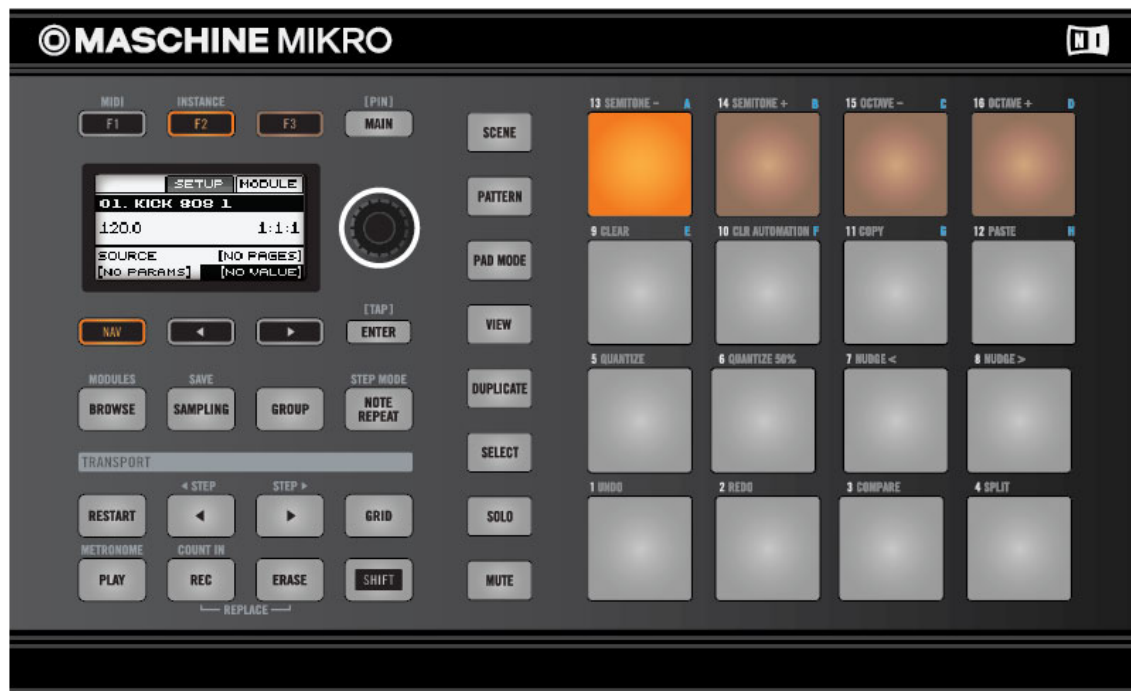 MASCHINE MIKRO
NI
MIDI INSTANCE [PIN]
F1 F2 F3 MAIN
SETUP MODULE
01. KICK 808 1
120.0 1:1:1
SOURCE [NO PAGES]
[NO PARAMS] [NO VALUE]
[TAP]
NAV ENTER
MODULES SAVE STEP MODE
BROWSE SAMPLING GROUP NOTE REPEAT
TRANSPORT
STEP STEP
RESTART GRID
METRONOME COUNT IN
PLAY REC ERASE SHIFT
REPLACE
SCENE
PATTERN
PAD MODE
VIEW
DUPLICATE
SELECT
SOLO
MUTE
13 SEMITONE - A 14 SEMITONE + B 15 OCTAVE - C 16 OCTAVE + D
9 CLEAR E 10 CLR AUTOMATION F 11 COPY G 12 PASTE H
5 QUANTIZE 6 QUANTIZE 50% 7 NUDGE < 8 NUDGE >
1 UNDO 2 REDO 3 COMPARE 4 SPLIT